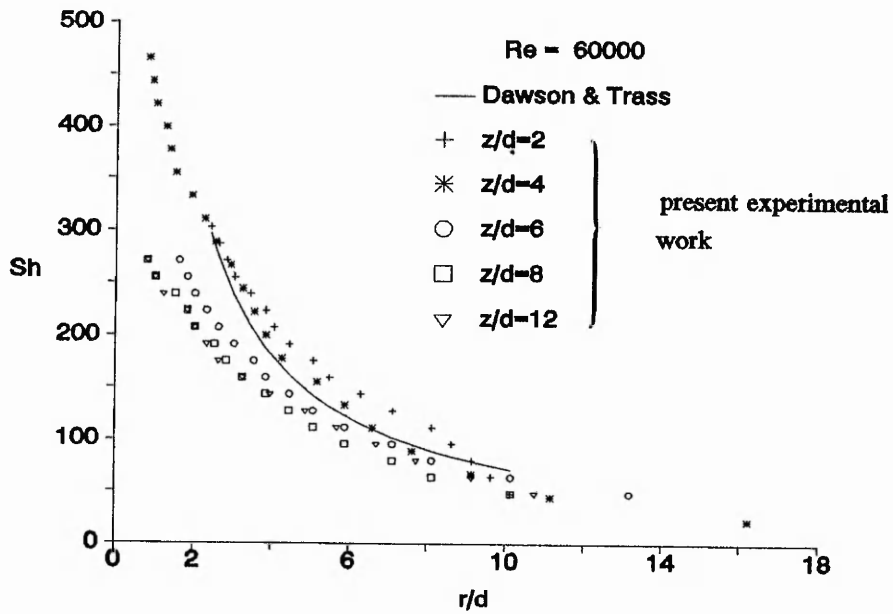 500
400
300
200
100
0
Sh
0
2
6
10
14
18
r/d
Re = 60000
Dawson & Trass
z/d=2
z/d=4
z/d=6
z/d=8
z/d=12
present experimental
work